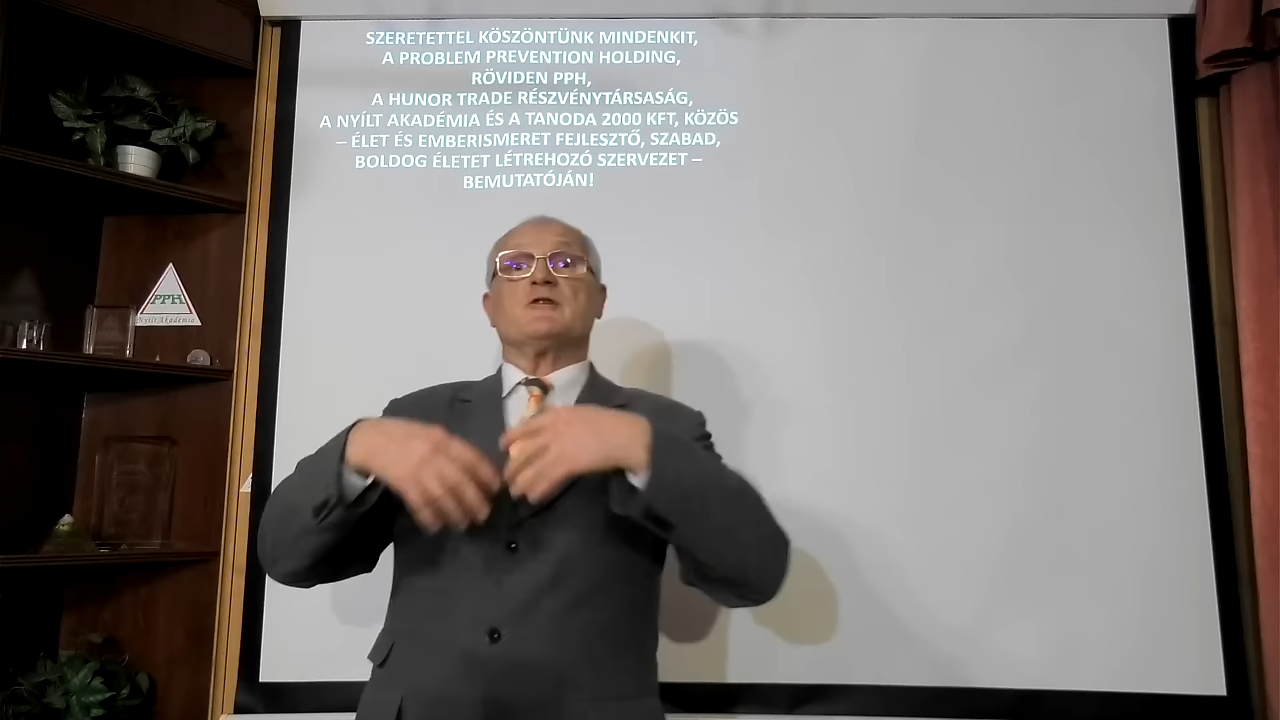 SZERETETTEL KÖSZÖNTÜNK MINDENKIT,
A PROBLEM PREVENTION HOLDING,
RÖVIDEN PPH,
A HUNOR TRADE RÉSZVÉNYTÁRSASÁG,
A NYÍLT AKADÉMIA ÉS A TANODA 2000 KFT, KÖZÖS
– ÉLET ÉS EMBERISMERET FEJLESZTŐ, SZABAD,
BOLDOG ÉLETET LÉTREHOZÓ SZERVEZET –
BEMUTATÓJÁN!
PPH
Nyílt Akadémia